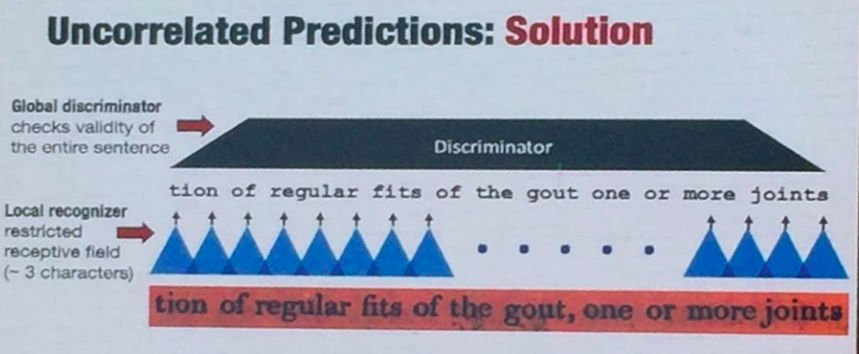 Uncorrelated Predictions: Solution
Global discriminator
checks validity of
the entire sentence
Discriminator
tion of regular fits of the gout one or more joints
Local recognizer
restricted
receptive field
(~ 3 characters)
tion of regular fits of the gout, one or more joints